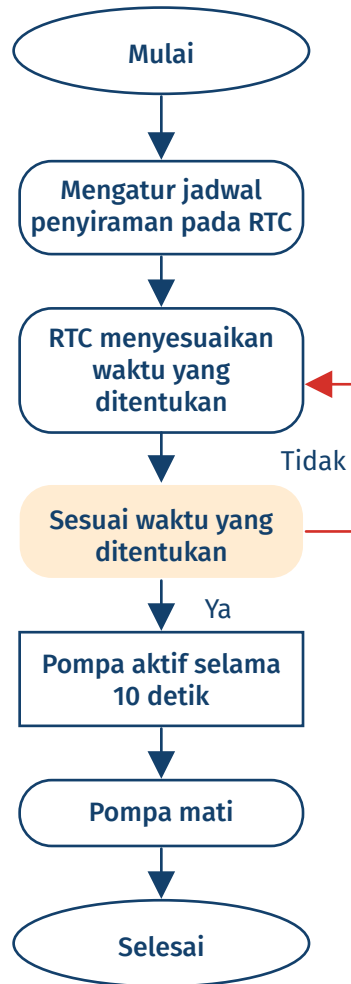 Mulai
Mengatur jadwal
penyiraman pada RTC
RTC menyesuaikan
waktu yang
ditentukan
Tidak
Sesuai waktu yang
ditentukan
Ya
Pompa aktif selama
10 detik
Pompa mati
Selesai